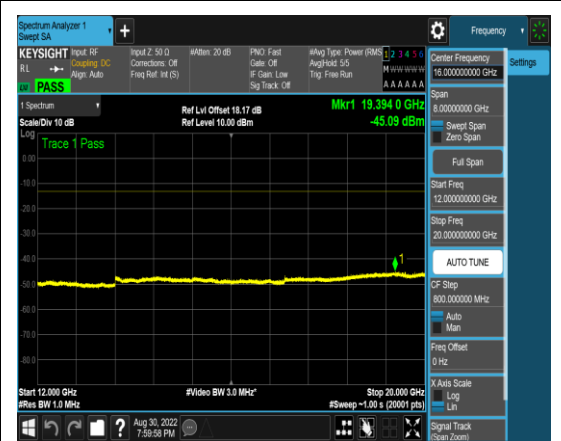 Spectrum Analyzer 1
Swept SA
+
Frequency
KEYSIGHT
Input: RF
Coupling: DC
Align: Auto
Input Z: 50 Ω
Corrections: Off
Freq Ref: Int (S)
#Atten: 20 dB
PNO: Fast
Gate: Off
IF Gain: Low
Sig Track: Off
#Avg Type: Power (RMS
Avg|Hold: 5/5
Trig: Free Run
1 2 3 4 5 6
M W W W W W
A A A A A A
R L
PASS
Center Frequency
16.000000000 GHz
Settings
Span
8.00000000 GHz
Swept Span
Zero Span
Full Span
Start Freq
12.000000000 GHz
Stop Freq
20.000000000 GHz
AUTO TUNE
CF Step
800.000000 MHz
Auto
Man
Freq Offset
0 Hz
X Axis Scale
Log
Lin
Signal Track
(Span Zoom)
1 Spectrum
Scale/Div 10 dB
Ref Lvl Offset 18.17 dB
Ref Level 10.00 dBm
Mkr1 19.394 0 GHz
-45.09 dBm
Log
Trace 1 Pass
0.00
-10.0
-20.0
-30.0
-40.0
-50.0
-60.0
-70.0
-80.0
1
Start 12.000 GHz
#Res BW 1.0 MHz
#Video BW 3.0 MHz*
Stop 20.000 GHz
#Sweep ~1.00 s (20001 pts)
?
Aug 30, 2022
7:59:58 PM